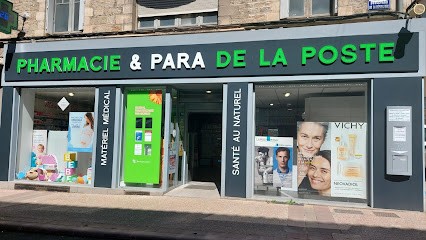 PHARMACIE & PARA DE LA POSTE
MATÉRIEL MÉDICAL
SANTÉ AU NATUREL
VICHY